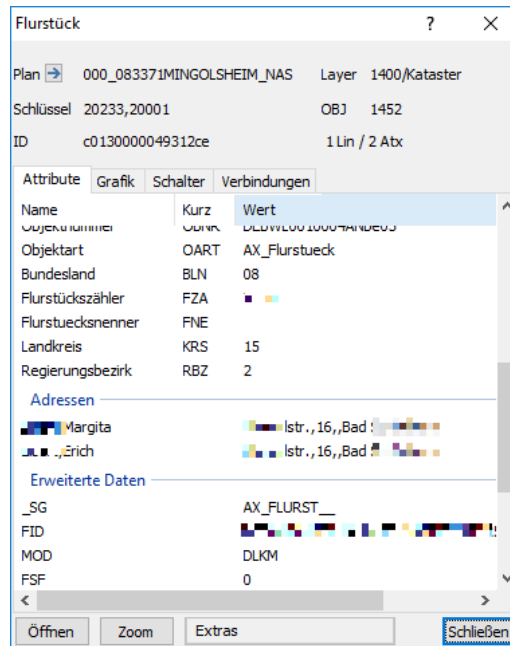 Flurstück ? ×
Plan 000_083371MINGOLSHEIM_NAS Layer 1400/Kataster
Schlüssel 20233,20001 OBJ 1452
ID c0130000049312ce 1 Lin / 2 Atx
Attribute Grafik Schalter Verbindungen
Name Kurz Wert
Objektnummer OBNR
Objektart OART AX_Flurstueck
Bundesland BLN 08
Flurstückszähler FZA
Flurstuecksnenner FNE
Landkreis KRS 15
Regierungsbezirk RBZ 2
Adressen
Margita lstr.,16,,Bad
,Erich lstr.,16,,Bad
Erweiterte Daten
_SG AX_FLURST__
FID
MOD DLKM
FSF 0
Öffnen Zoom Extras Schließen